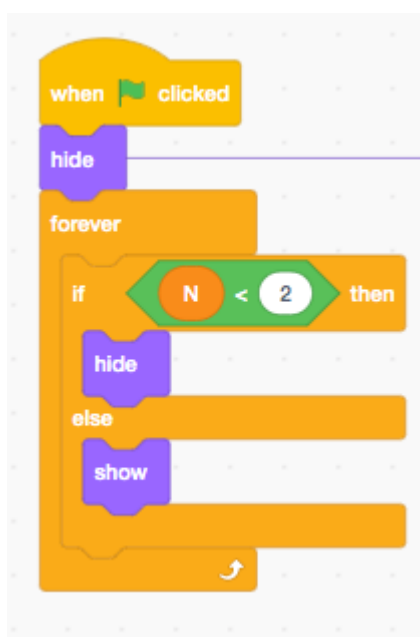 when clicked
hide
forever
if N < 2 then
hide
else
show